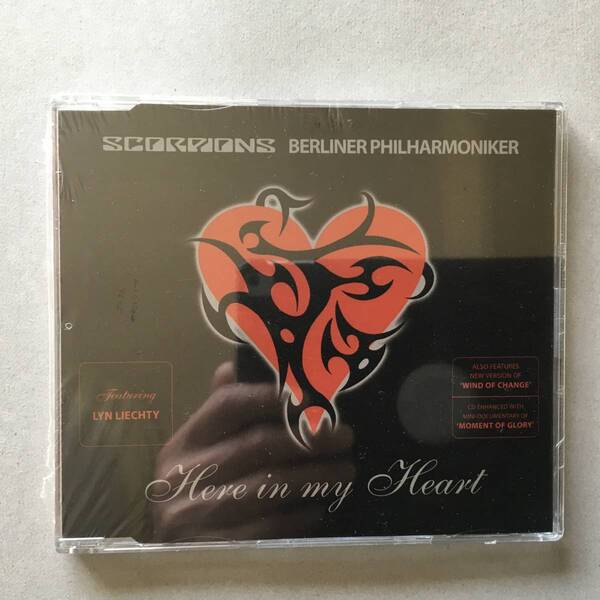 SCORPIONS BERLINER PHILHARMONIKER
Featuring
LYN LIECHTY
ALSO FEATURES
NEW VERSION OF
'WIND OF CHANGE'
CD ENHANCED WITH
MINI-DOCUMENTARY OF
'MOMENT OF GLORY'
Here in my Heart